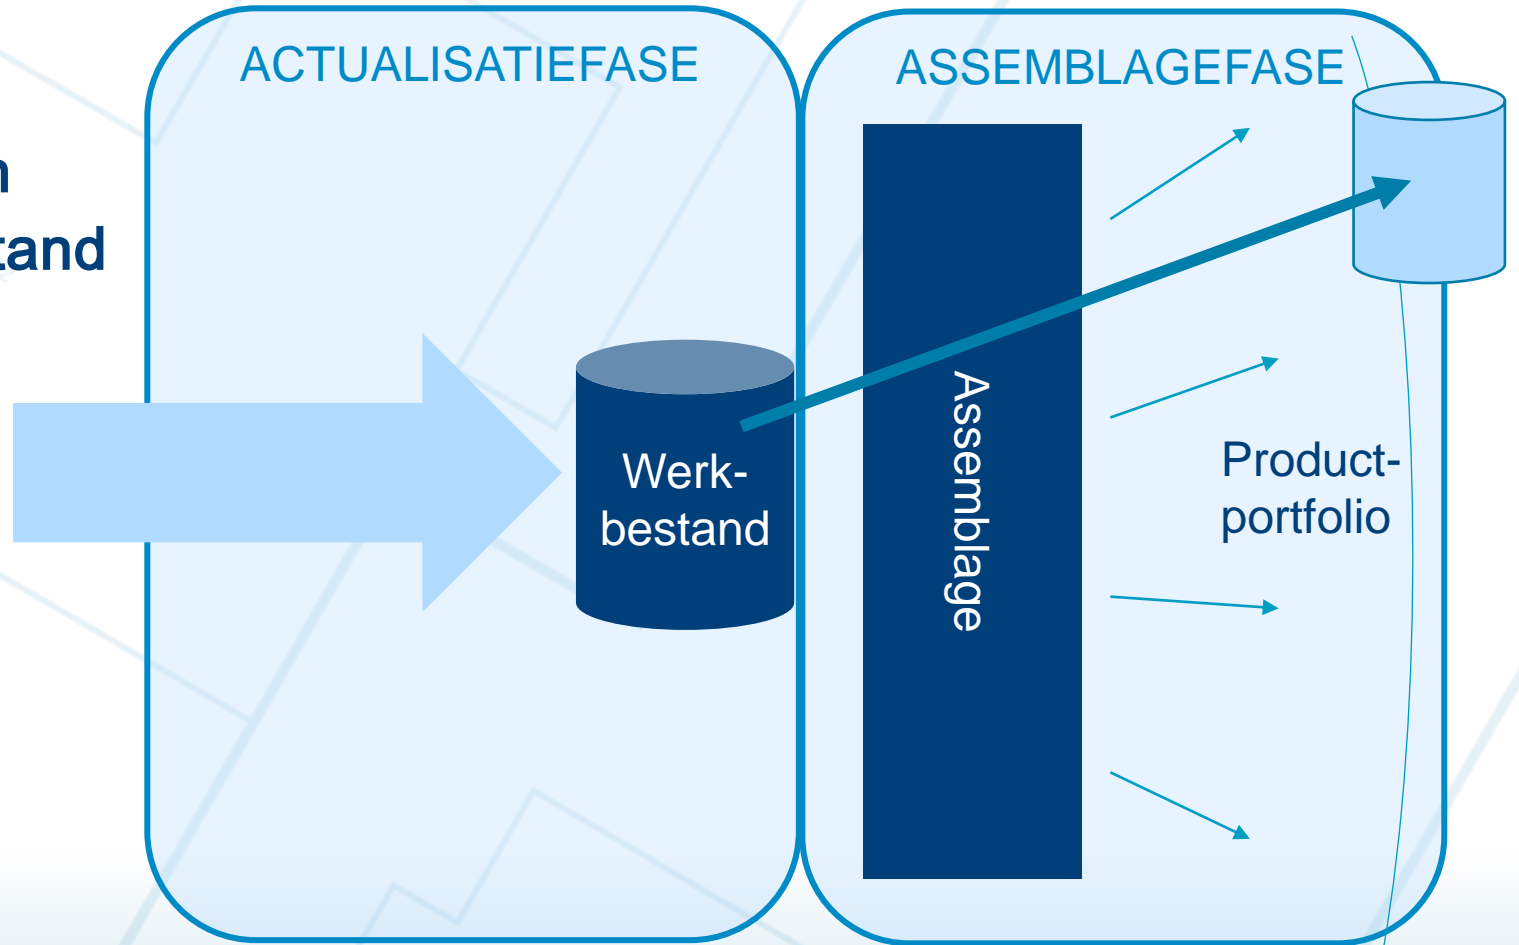 ACTUALISATIEFASE
ASSEMBLAGEFASE
Werk-
bestand
Assemblage
Product-
portfolio